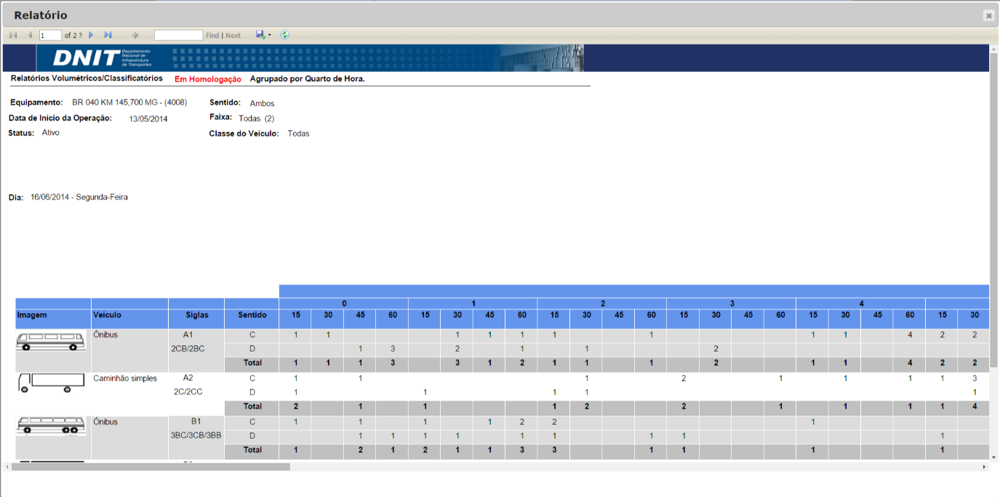 Relatório
1 of 2 ? Find | Next
DNIT Departamento Nacional de Infraestrutura de Transportes
Relatórios Volumétricos/Classificatórios Em Homologação Agrupado por Quarto de Hora.
Equipamento: BR 040 KM 145,700 MG - (4008) Sentido: Ambos
Data de Inicio da Operação: 13/05/2014 Faixa: Todas (2)
Status: Ativo Classe do Veículo: Todas
Dia: 16/06/2014 - Segunda-Feira
0 1 2 3 4
Imagem Veículo Siglas Sentido 15 30 45 60 15 30 45 60 15 30 45 60 15 30 45 60 15 30 45 60 15 30
Ônibus A1 C 1 1 1 1 1 1 1 1 1 4 2 2
2CB/2BC D 1 3 2 1 1 2
Total 1 1 1 3 3 1 2 1 1 1 2 1 1 4 2 2
Caminhão simples A2 C 1 1 1 2 1 1 1 1 3
2C/2CC D 1 1 1 1 1
Total 2 1 1 1 2 2 1 1 1 1 4
Ônibus B1 C 1 1 1 1 2 2 1
3BC/3CB/3BB D 1 1 1 1 1 1 1 1 1
Total 1 2 1 2 1 1 3 3 1 1 1 1